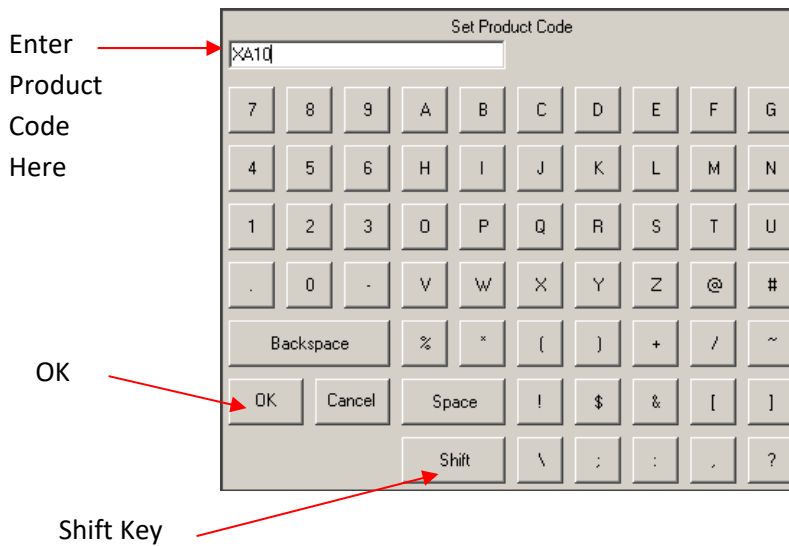 Set Product Code
Enter
Product
Code
Here
XA10
7 8 9 A B C D E F G
4 5 6 H I J K L M N
1 2 3 O P Q R S T U
. 0 - V W X Y Z @ #
Backspace % * ( ) + / ~
OK
OK Cancel Space ! $ & [ ]
Shift \ ; : , ?
Shift Key